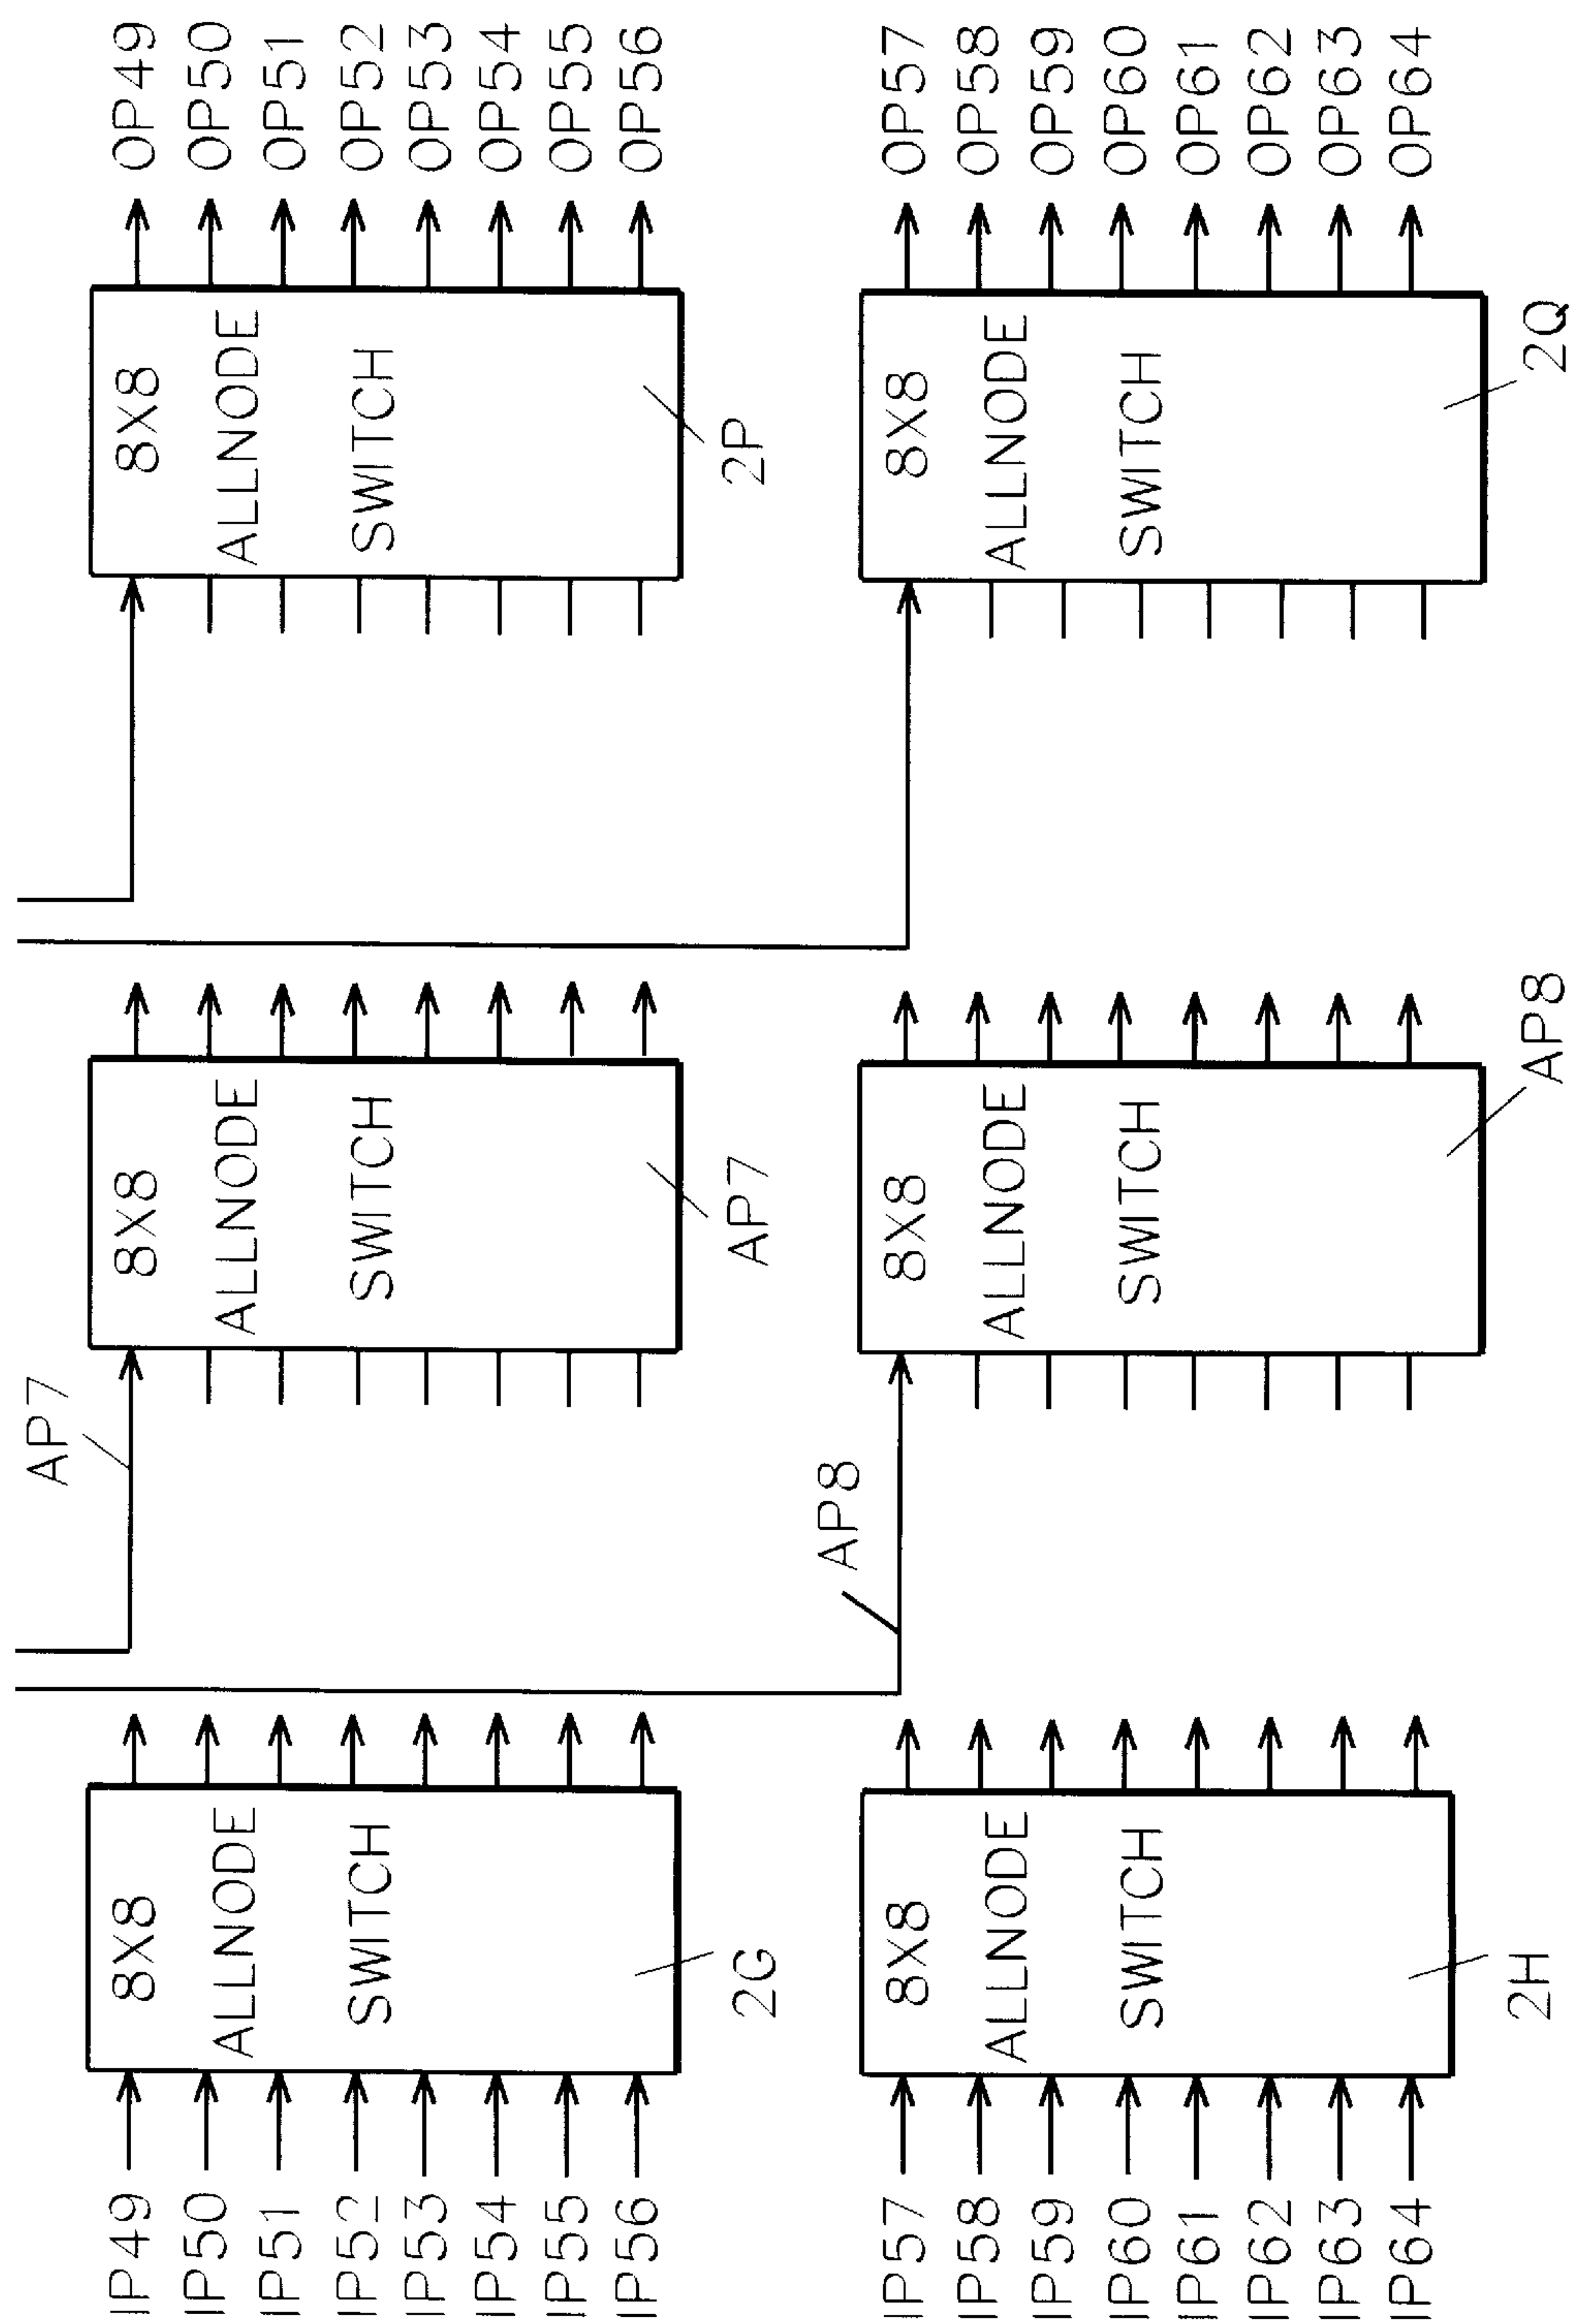 IP49
IP50
IP51
IP52
IP53
IP54
IP55
IP56
8X8
ALLNODE
SWITCH
2G
AP7
8X8
ALLNODE
SWITCH
AP7
8X8
ALLNODE
SWITCH
2P
OP49
OP50
OP51
OP52
OP53
OP54
OP55
OP56
IP57
IP58
IP59
IP60
IP61
IP62
IP63
IP64
8X8
ALLNODE
SWITCH
2H
AP8
8X8
ALLNODE
SWITCH
AP8
8X8
ALLNODE
SWITCH
2Q
OP57
OP58
OP59
OP60
OP61
OP62
OP63
OP64